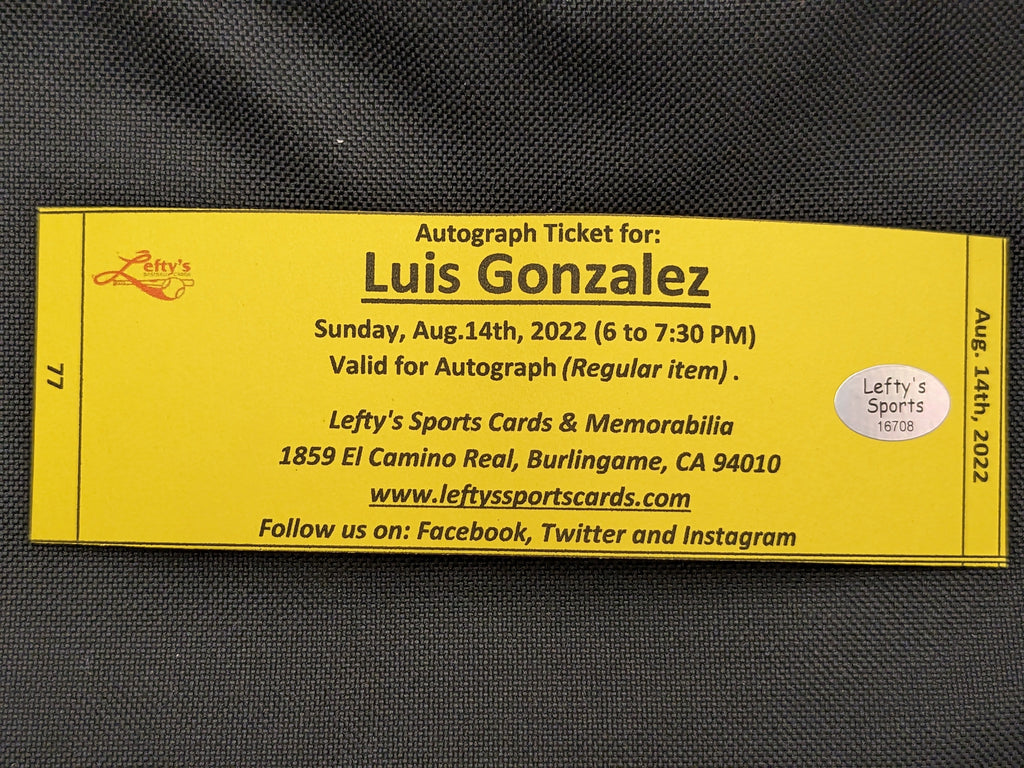 Autograph Ticket for:
Luis Gonzalez
Sunday, Aug.14th, 2022 (6 to 7:30 PM)
Valid for Autograph (Regular item) .
Lefty's Sports Cards & Memorabilia
1859 El Camino Real, Burlingame, CA 94010
www.leftyssportscards.com
Follow us on: Facebook, Twitter and Instagram
Lefty's
BASEBALL CARDS
77
Lefty's
Sports
16708
Aug. 14th, 2022